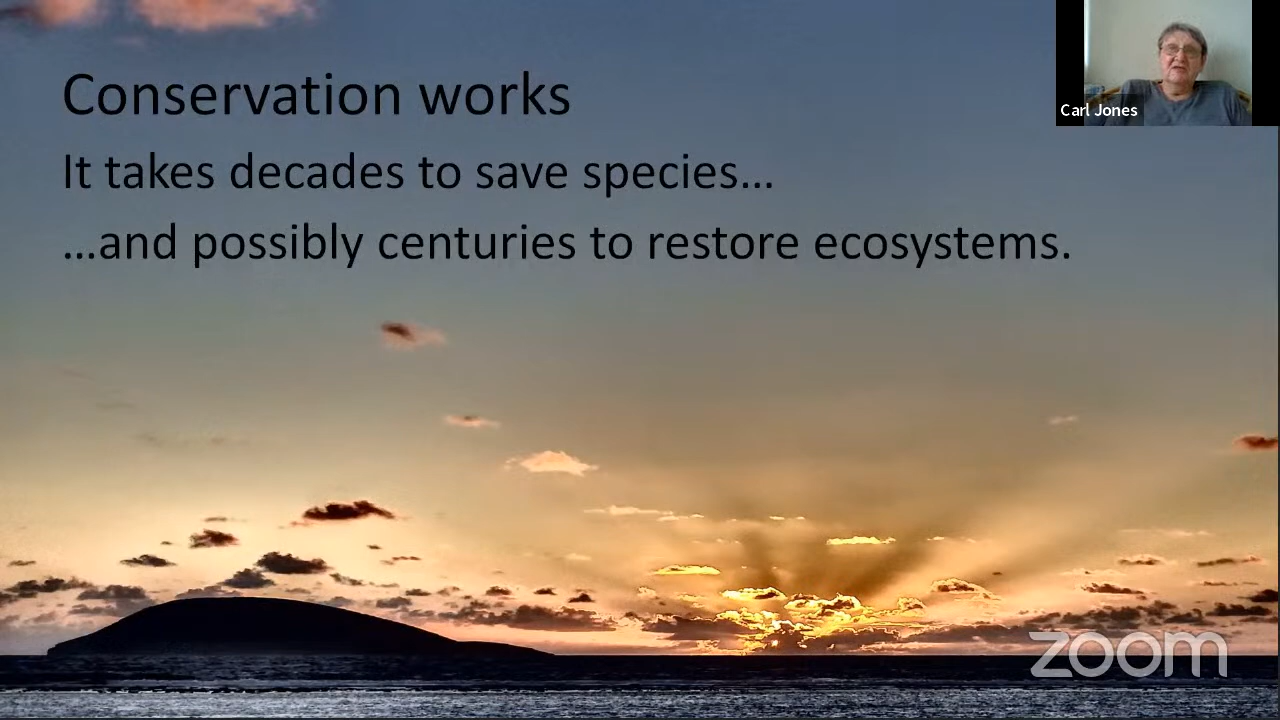 Conservation works
It takes decades to save species…
…and possibly centuries to restore ecosystems.
Carl Jones
zoom